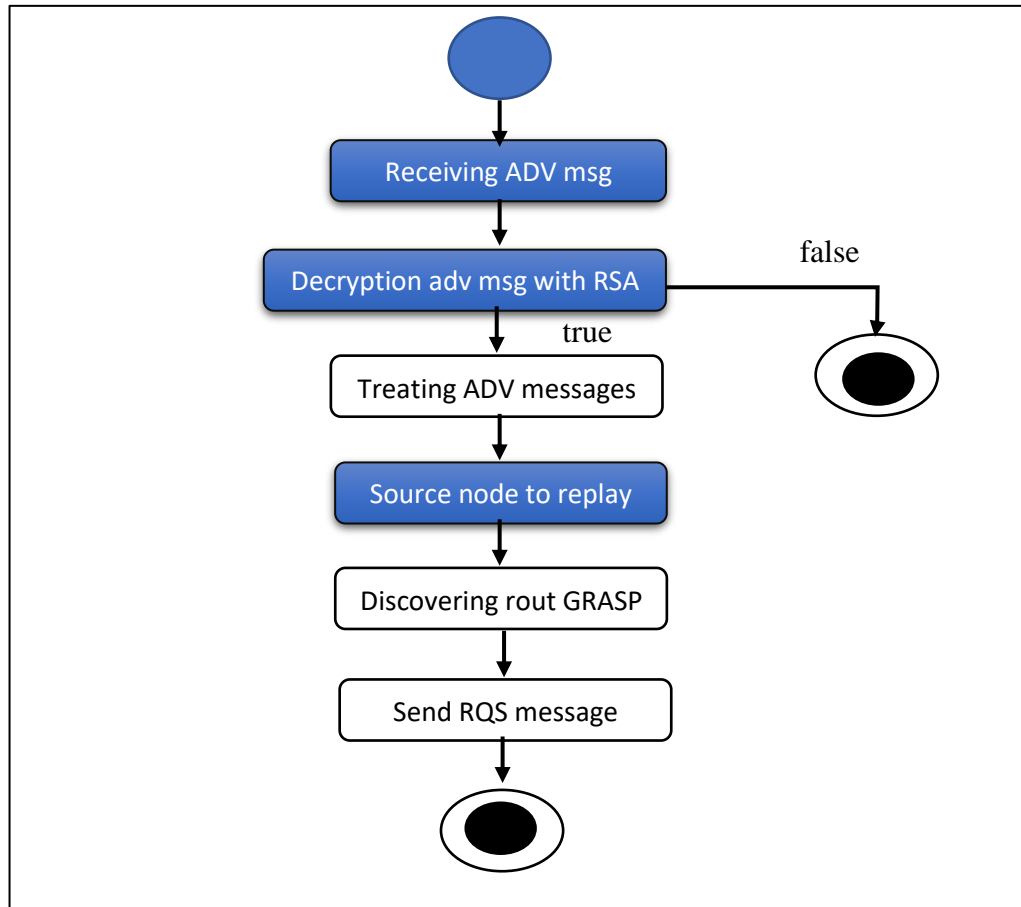 Receiving ADV msg
Decryption adv msg with RSA
false
true
Treating ADV messages
Source node to replay
Discovering rout GRASP
Send RQS message